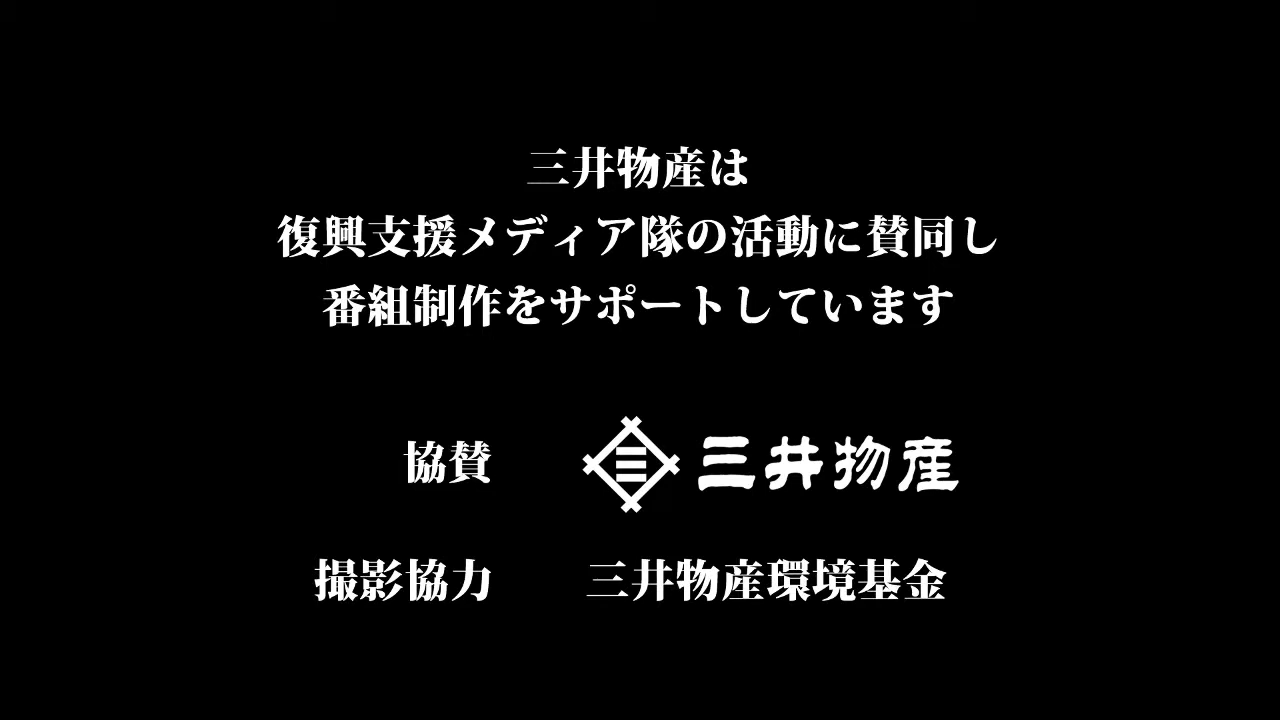 三井物産は
復興支援メディア隊の活動に賛同し
番組制作をサポートしています
協賛 三井物産
撮影協力 三井物産環境基金